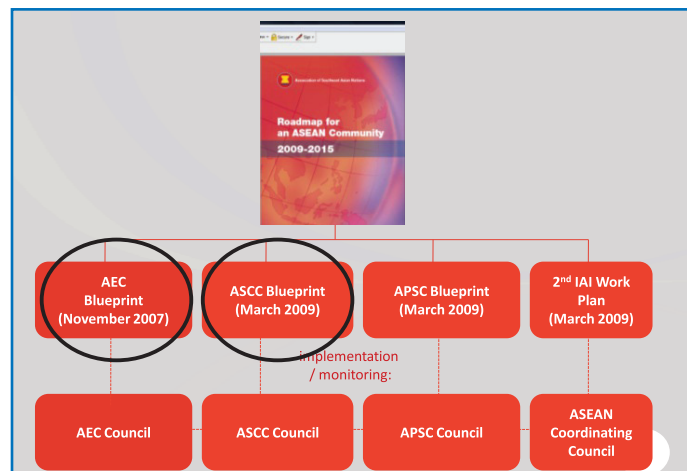 Secure
Sign
Association of Southeast Asian Nations
Roadmap for
an ASEAN Community
2009-2015
AEC
Blueprint
(November 2007)
ASCC Blueprint
(March 2009)
APSC Blueprint
(March 2009)
2nd IAI Work
Plan
(March 2009)
implementation
/ monitoring:
AEC Council
ASCC Council
APSC Council
ASEAN
Coordinating
Council